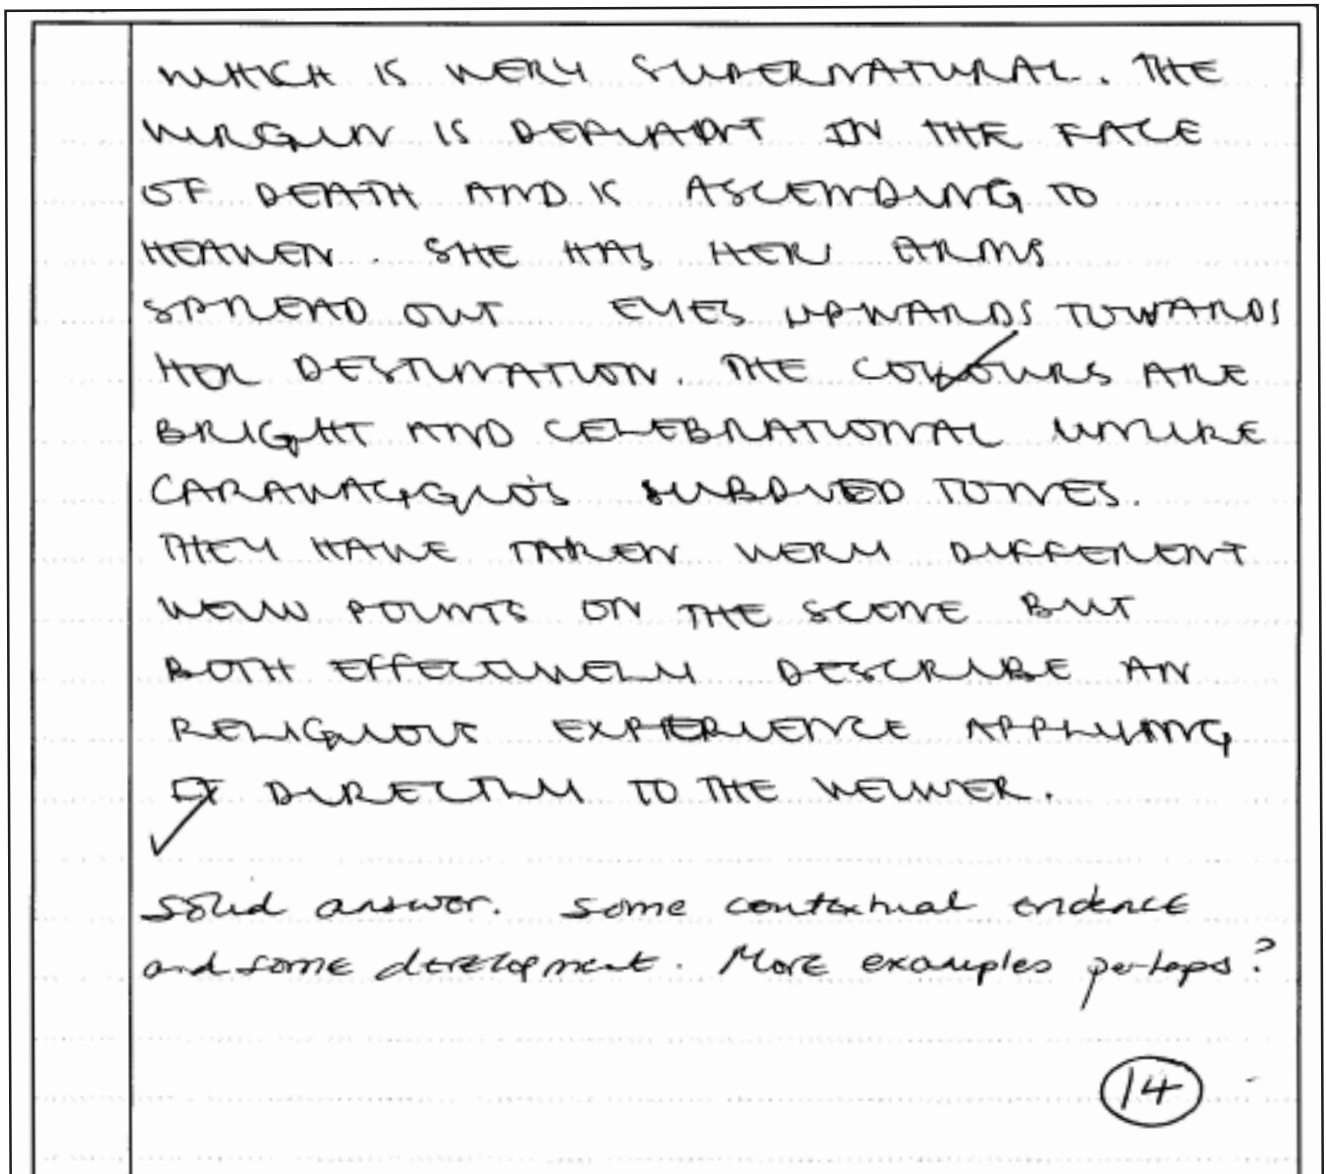 WHICH IS VERY SUPERNATURAL. THE
VIRGIN IS DEFIANT IN THE FACE
OF DEATH AND IS ASCENDING TO
HEAVEN. SHE HAS HER ARMS
SPREAD OUT EYES UPWARDS TOWARDS
HER DESTINATION. THE COLOURS ARE
BRIGHT AND CELEBRATIONAL UNLIKE
CARAVAGGIO'S SUBDUED TONES.
THEY HAVE TAKEN VERY DIFFERENT
VEIW POINTS ON THE SCENE BUT
BOTH EFFECTIVELY DESCRIBE AN
RELIGIOUS EXPERIENCE APPLYING
IT DIRECTLY TO THE VEIWER.
Solid answer. Some contextual evidence
and some development. More examples perhaps?
14